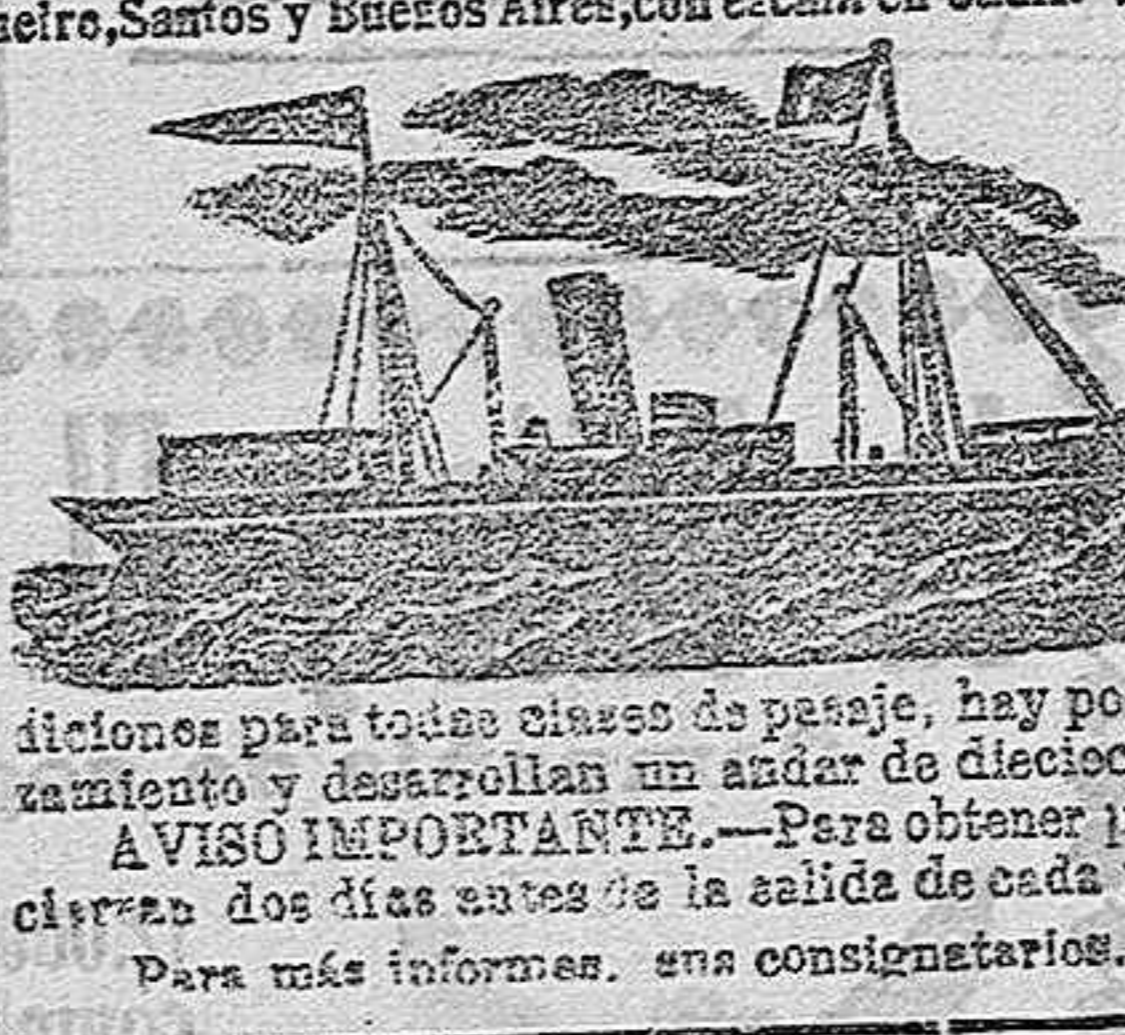 neiro, Santos y Buenos Aires, con escala en
diciones para todas clases de pasaje, hay po
zamiento y desarrollan un andar de diecioc
AVISO IMPORTANTE.—Para obtener p
cierran dos días antes de la salida de cada
Para más informes, sus consignatarios.